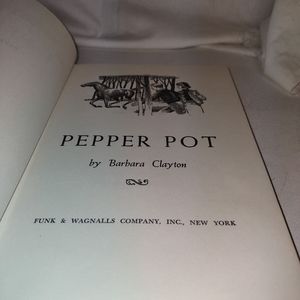 PEPPER POT
by Barbara Clayton
FUNK & WAGNALLS COMPANY, INC., NEW YORK